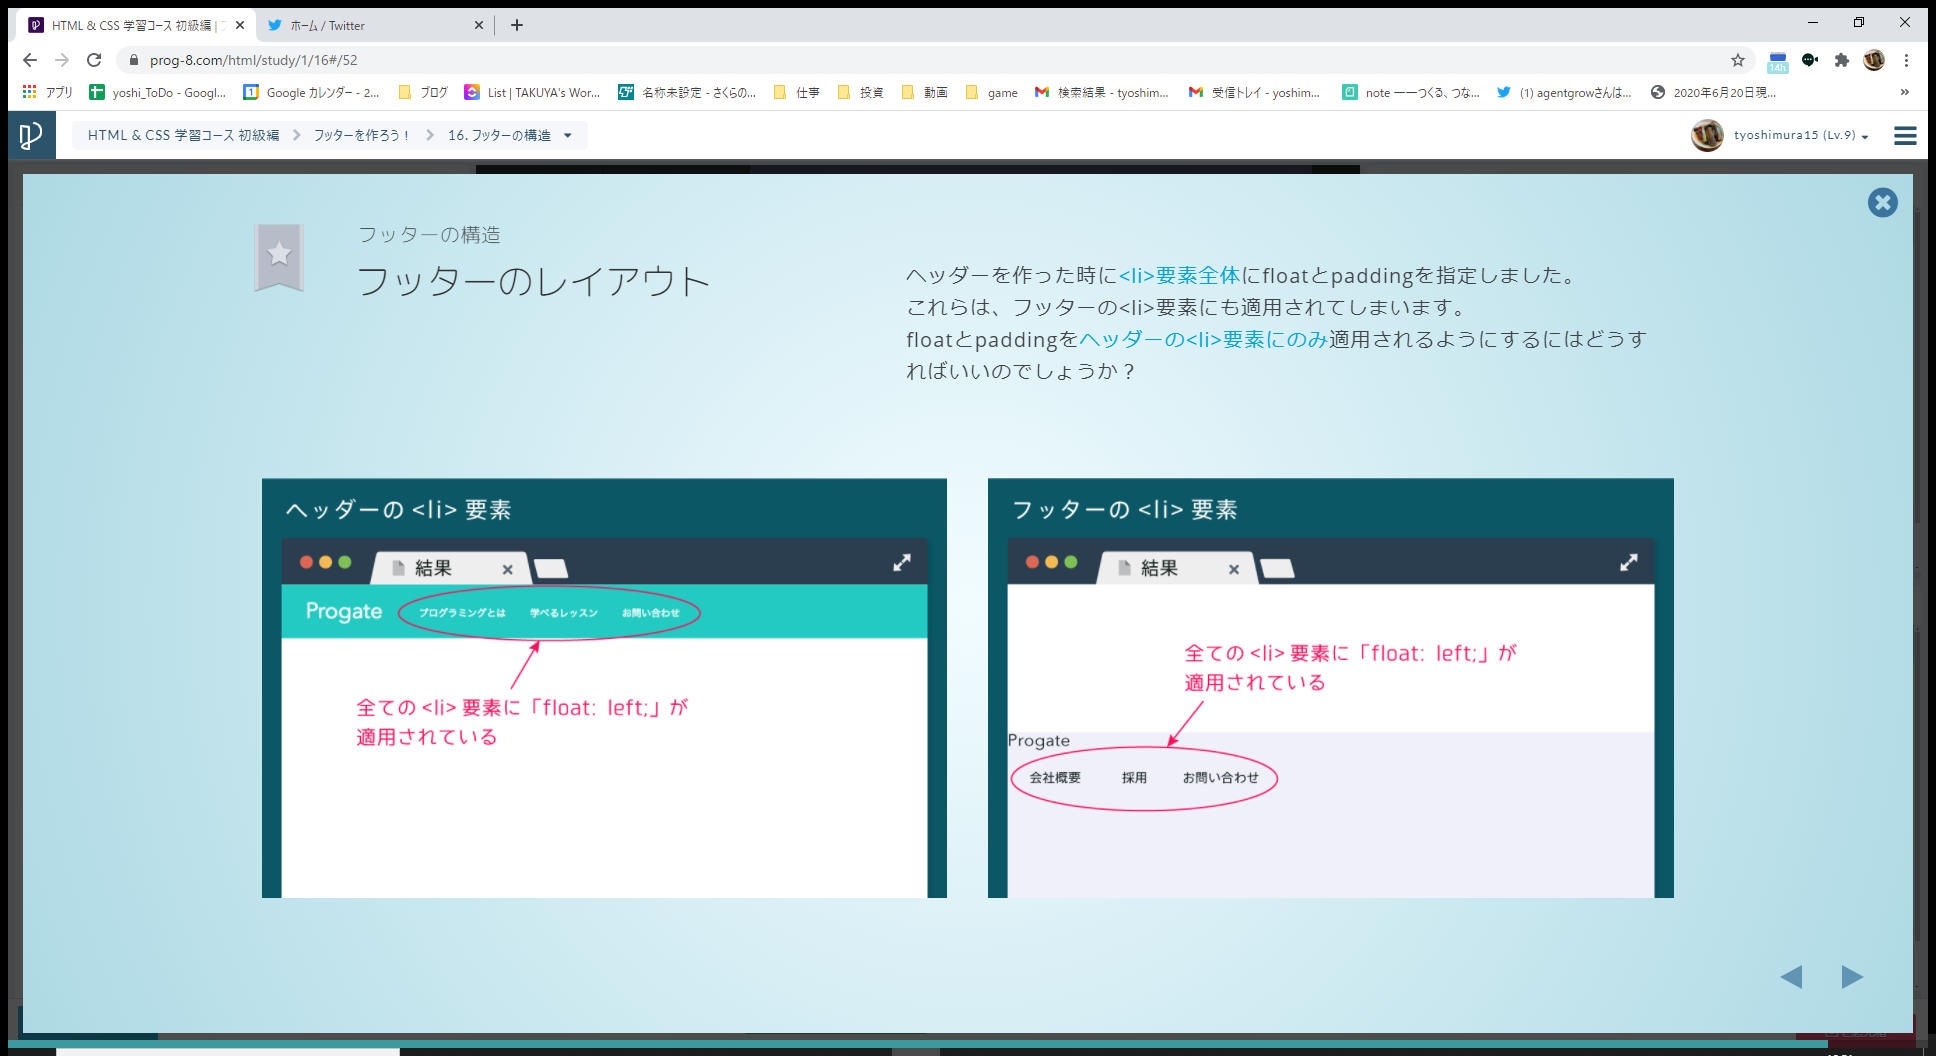 HTML & CSS 学習コース 初級編 |
ホーム / Twitter
prog-8.com/html/study/1/16#/52
14h
アプリ
yoshi_ToDo - Googl...
1
Google カレンダー - 2...
ブログ
List | TAKUYA's Wor...
名称未設定 - さくらの...
仕事
投資
動画
game
検索結果 - tyoshim...
受信トレイ - yoshim...
note ――つくる、つな...
(1) agentgrowさんは...
2020年6月20日現...
»
HTML & CSS 学習コース 初級編
フッターを作ろう!
16. フッターの構造
tyoshimura15 (Lv.9)
フッターの構造
フッターのレイアウト
ヘッダーを作った時に<li>要素全体にfloatとpaddingを指定しました。
これらは、フッターの<li>要素にも適用されてしまいます。
floatとpaddingをヘッダーの<li>要素にのみ適用されるようにするにはどうす
ればいいのでしょうか?
ヘッダーの <li> 要素
結果
Progate
プログラミングとは
学べるレッスン
お問い合わせ
全ての <li> 要素に「float: left;」が
適用されている
フッターの <li> 要素
結果
全ての <li> 要素に「float: left;」が
適用されている
Progate
会社概要
採用
お問い合わせ